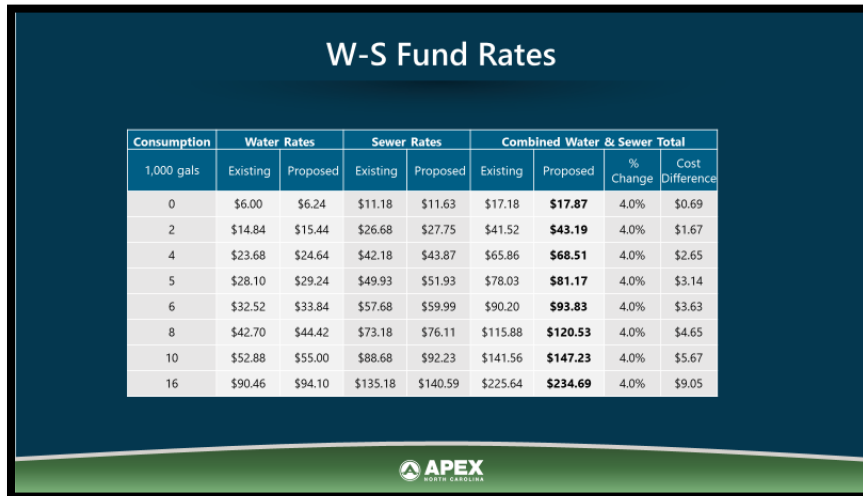 W-S Fund Rates
Consumption Water Rates Sewer Rates Combined Water & Sewer Total
1,000 gals Existing Proposed Existing Proposed Existing Proposed % Change Cost Difference
0 $6.00 $6.24 $11.18 $11.63 $17.18 $17.87 4.0% $0.69
2 $14.84 $15.44 $26.68 $27.75 $41.52 $43.19 4.0% $1.67
4 $23.68 $24.64 $42.18 $43.87 $65.86 $68.51 4.0% $2.65
5 $28.10 $29.24 $49.93 $51.93 $78.03 $81.17 4.0% $3.14
6 $32.52 $33.84 $57.68 $59.99 $90.20 $93.83 4.0% $3.63
8 $42.70 $44.42 $73.18 $76.11 $115.88 $120.53 4.0% $4.65
10 $52.88 $55.00 $88.68 $92.23 $141.56 $147.23 4.0% $5.67
16 $90.46 $94.10 $135.18 $140.59 $225.64 $234.69 4.0% $9.05
APEX
NORTH CAROLINA